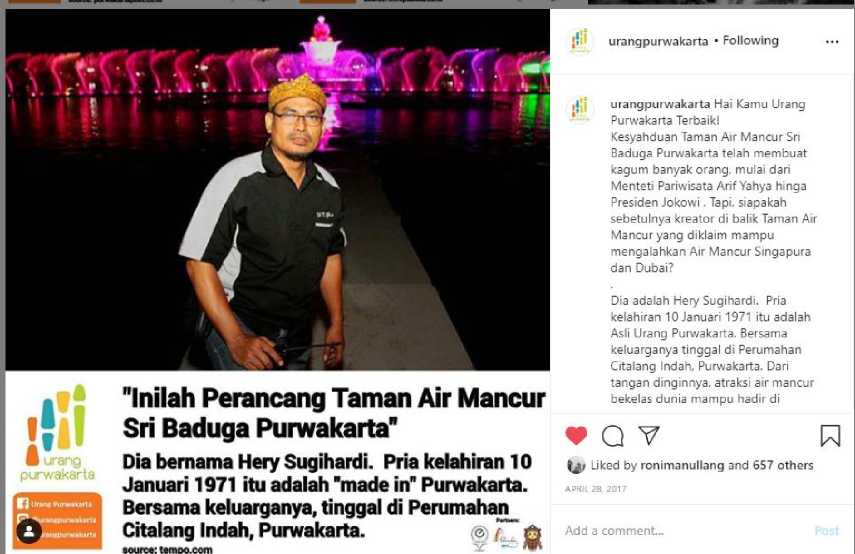 "Inilah Perancang Taman Air Mancur
Sri Baduga Purwakarta"
Dia bernama Hery Sugihardi. Pria kelahiran 10
Januari 1971 itu adalah "made in" Purwakarta.
Bersama keluarganya, tinggal di Perumahan
Citalang Indah, Purwakarta.
source: tempo.com
urang
purwakarta
Urang Purwakarta
@urangpurwakarta
urangpurwakarta
Partners:
urangpurwakarta • Following
urangpurwakarta Hai Kamu Urang
Purwakarta Terbaik!
Kesyahduan Taman Air Mancur Sri
Baduga Purwakarta telah membuat
kagum banyak orang, mulai dari
Menteti Pariwisata Arif Yahya hinga
Presiden Jokowi . Tapi, siapakah
sebetulnya kreator di balik Taman Air
Mancur yang diklaim mampu
mengalahkan Air Mancur Singapura
dan Dubai?
.
Dia adalah Hery Sugihardi. Pria
kelahiran 10 Januari 1971 itu adalah
Asli Urang Purwakarta. Bersama
keluarganya tinggal di Perumahan
Citalang Indah, Purwakarta. Dari
tangan dinginnya, atraksi air mancur
bekelas dunia mampu hadir di
Liked by ronimanullang and 657 others
APRIL 28, 2017
Add a comment...
Post